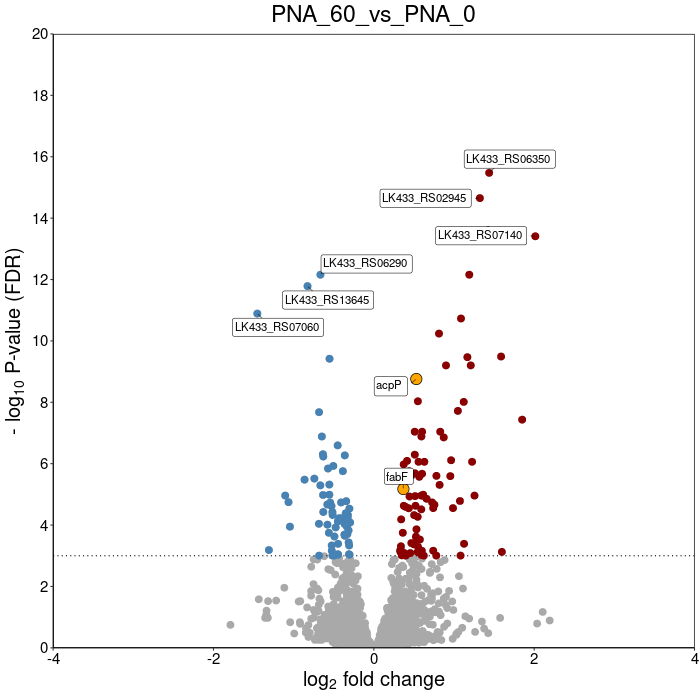 PNA_60_vs_PNA_0
20
18
16
14
12
10
8
6
4
2
0
- log10 P-value (FDR)
LK433_RS06350
LK433_RS02945
LK433_RS07140
LK433_RS06290
LK433_RS13645
LK433_RS07060
acpP
fabF
-4 -2 0 2 4
log2 fold change